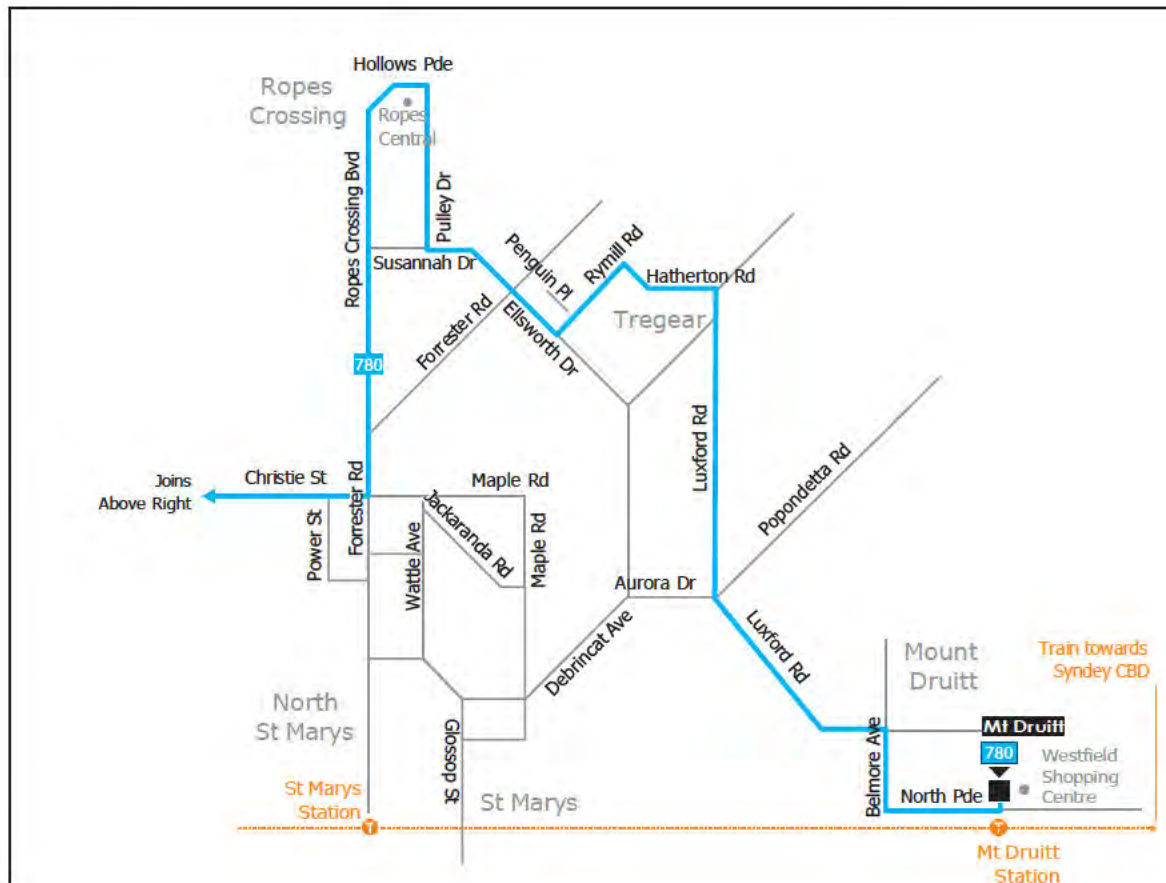 Hollows Pde
Ropes
Crossing
Ropes
Central
Ropes Crossing Bvd
Pulley Dr
Susannah Dr
Penguin Pl
Rymill Rd
Hatherton Rd
Forrester Rd
Ellsworth Dr
Tregear
780
Luxford Rd
Popondetta Rd
Joins
Above Right
Christie St
Forrester Rd
Maple Rd
Power St
Wattle Ave
Jackaranda Rd
Maple Rd
Aurora Dr
Debrincat Ave
Luxford Rd
North
St Marys
Glossop St
St Marys
St Marys
Station
Mount
Druitt
Train towards
Syndey CBD
Mt Druitt
780
Westfield
Shopping
Centre
Belmore Ave
North Pde
T
T
Mt Druitt
Station